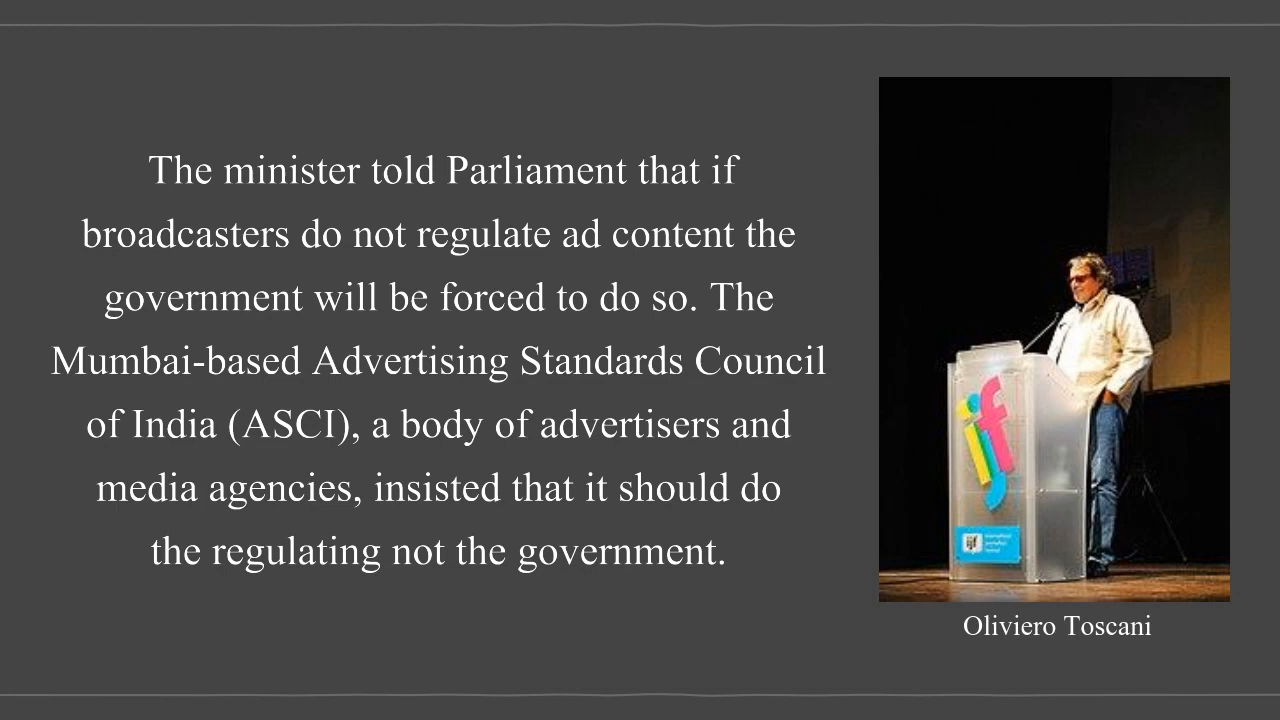 The minister told Parliament that if
broadcasters do not regulate ad content the
government will be forced to do so. The
Mumbai-based Advertising Standards Council
of India (ASCI), a body of advertisers and
media agencies, insisted that it should do
the regulating not the government.
ijf
Oliviero Toscani